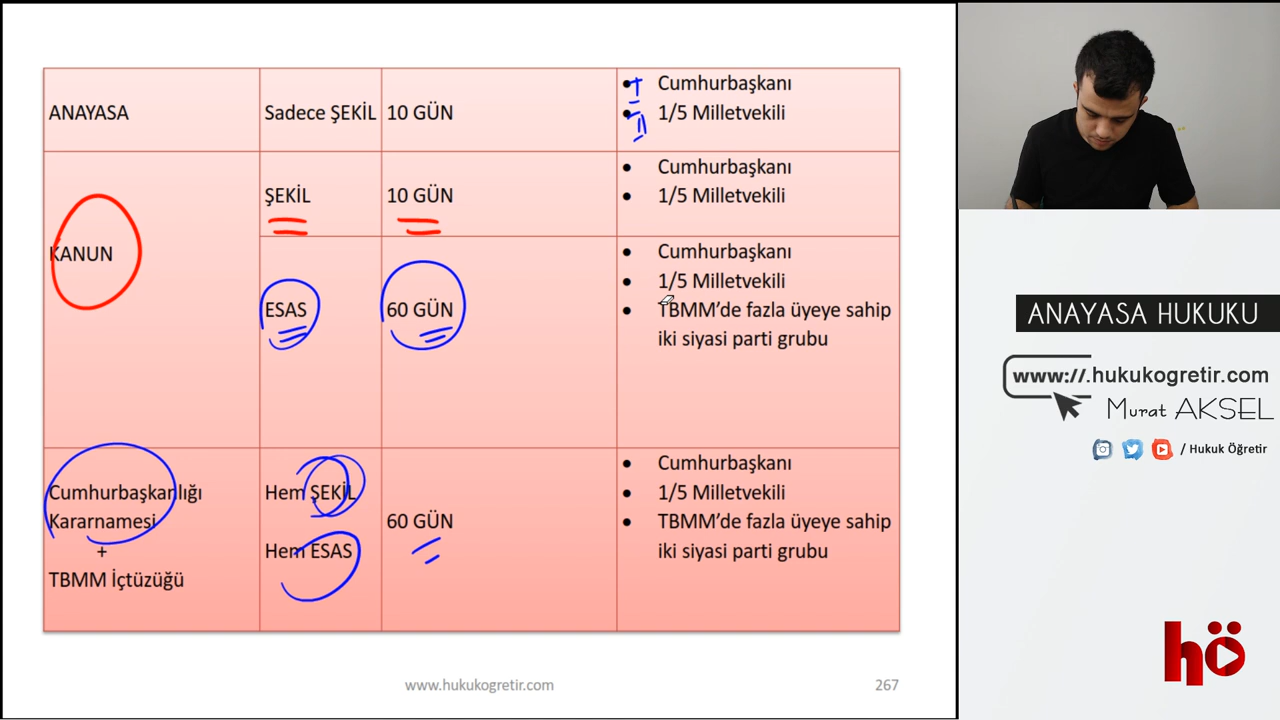 ANAYASA
Sadece ŞEKİL
10 GÜN
Cumhurbaşkanı
1/5 Milletvekili
KANUN
ŞEKİL
10 GÜN
Cumhurbaşkanı
1/5 Milletvekili
ESAS
60 GÜN
Cumhurbaşkanı
1/5 Milletvekili
TBMM’de fazla üyeye sahip
iki siyasi parti grubu
Cumhurbaşkanlığı
Kararnamesi
+
TBMM İçtüzüğü
Hem ŞEKİL
Hem ESAS
60 GÜN
Cumhurbaşkanı
1/5 Milletvekili
TBMM’de fazla üyeye sahip
iki siyasi parti grubu
www.hukukogretir.com
267
ANAYASA HUKUKU
www://.hukukogretir.com
Murat AKSEL
/ Hukuk Öğretir
hö